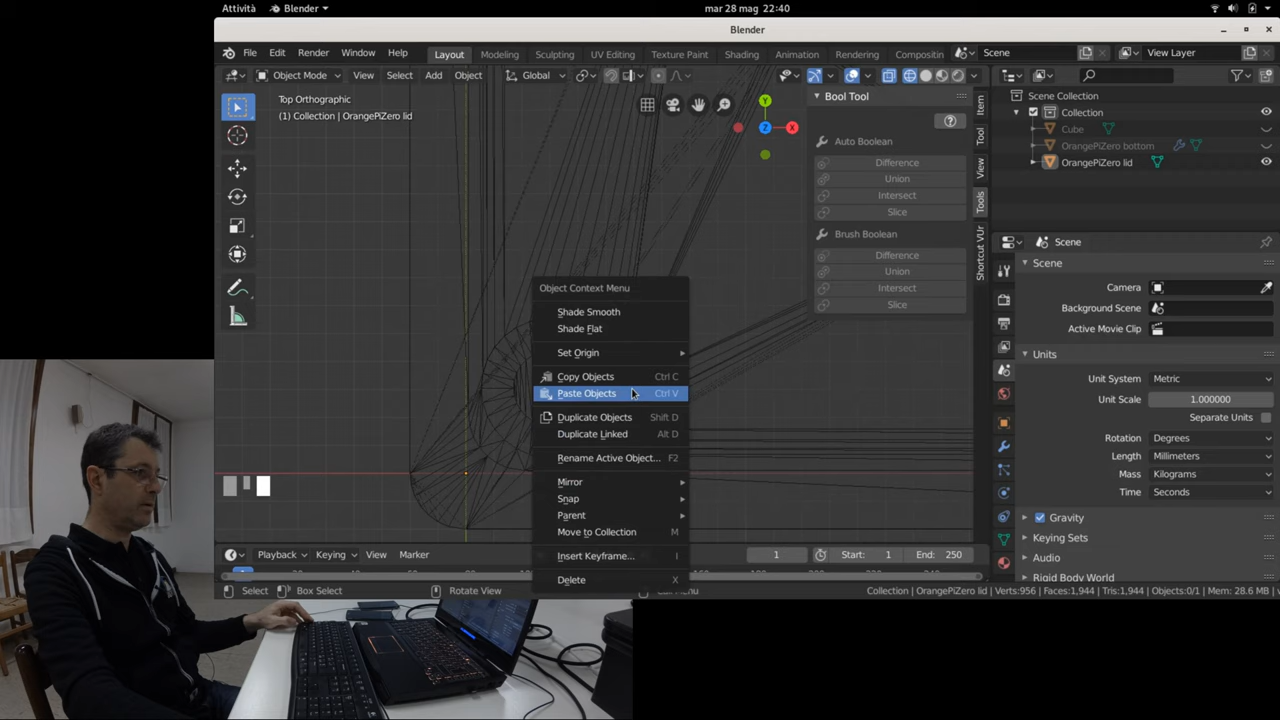 Attività Blender mar 28 mag 22:40
Blender
File Edit Render Window Help Layout Modeling Sculpting UV Editing Texture Paint Shading Animation Rendering Compositin Scene View Layer
Object Mode View Select Add Object Global
Top Orthographic
(1) Collection | OrangePiZero lid
Y
Z
X
Bool Tool
Auto Boolean
Difference
Union
Intersect
Slice
Brush Boolean
Difference
Union
Intersect
Slice
Item
Tool
View
Tools
Shortcut VUr
Scene Collection
Collection
Cube
OrangePiZero bottom
OrangePiZero lid
Scene
Scene
Camera
Background Scene
Active Movie Clip
Units
Unit System Metric
Unit Scale 1.000000
Separate Units
Rotation Degrees
Length Millimeters
Mass Kilograms
Time Seconds
Gravity
Keying Sets
Audio
Rigid Body World
Object Context Menu
Shade Smooth
Shade Flat
Set Origin
Copy Objects Ctrl C
Paste Objects Ctrl V
Duplicate Objects Shift D
Duplicate Linked Alt D
Rename Active Object... F2
Mirror
Snap
Parent
Move to Collection M
Insert Keyframe... I
Delete X
Playback Keying View Marker 1 Start: 1 End: 250
Select Box Select Rotate View Menu Collection | OrangePiZero lid | Verts:956 | Faces:1,944 | Tris:1,944 | Objects:0/1 | Mem: 28.6 MB |